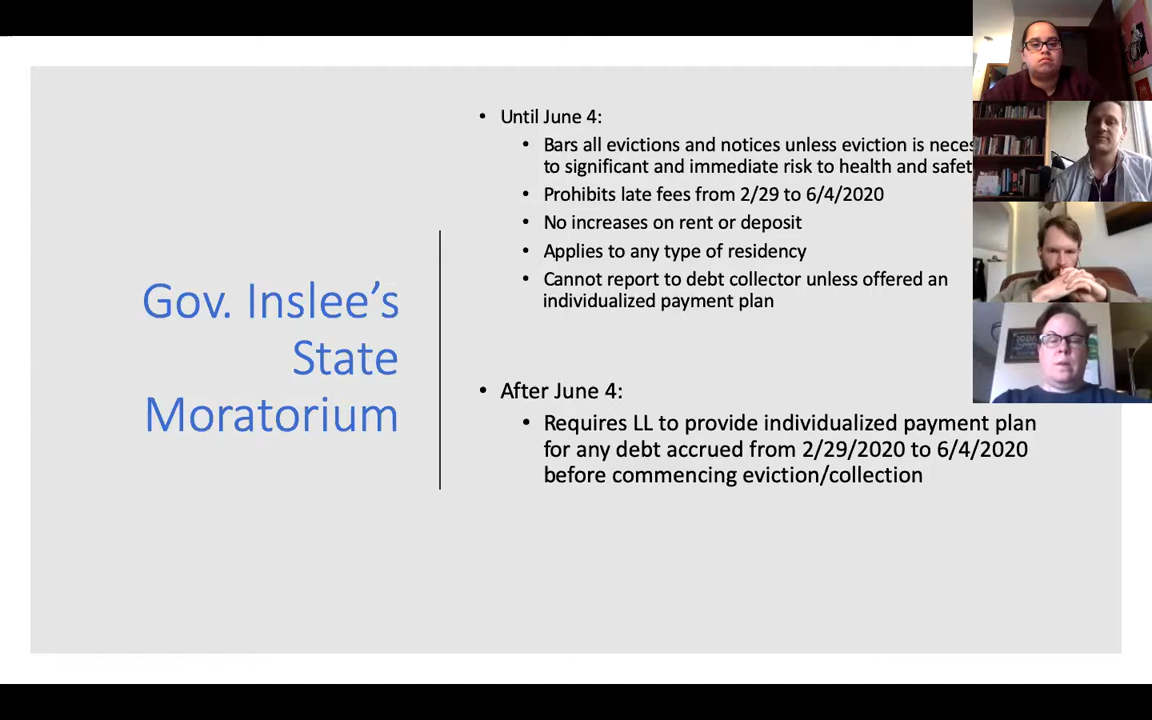 Gov. Inslee's
State
Moratorium
• Until June 4:
• Bars all evictions and notices unless eviction is
to significant and immediate risk to health and
• Prohibits late fees from 2/29 to 6/4/2020
• No increases on rent or deposit
• Applies to any type of residency
• Cannot report to debt collector unless offered an
individualized payment plan
• After June 4:
• Requires LL to provide individualized payment plan
for any debt accrued from 2/29/2020 to 6/4/2020
before commencing eviction/collection